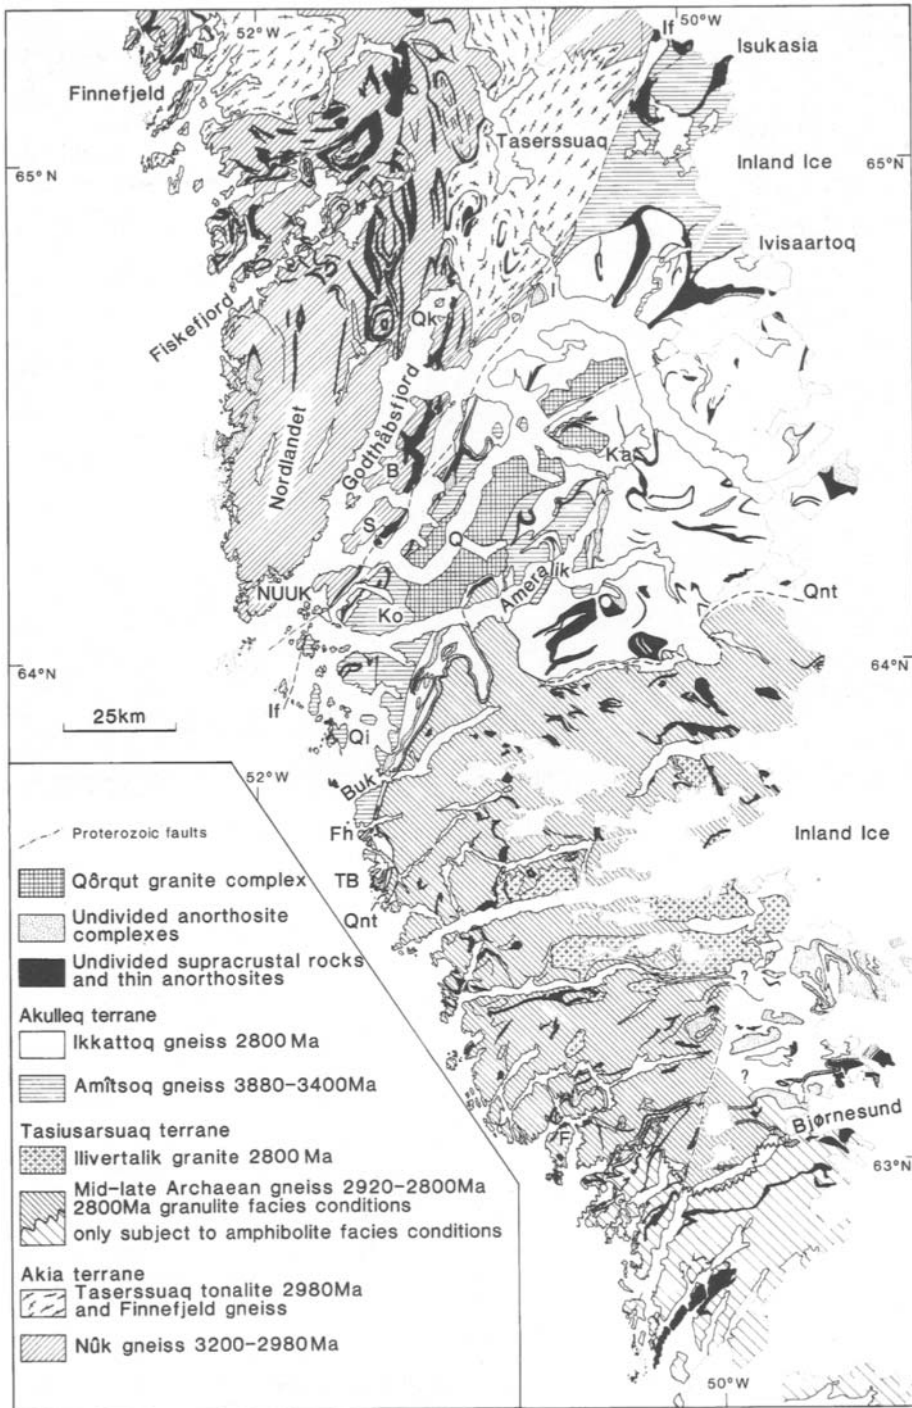 52°W
50°W
If
Isukasia
Finnefjeld
Taserssuaq
65°N
Inland Ice
65°N
Ivisaartoq
I
Fiskefjord
Qk
Godthåbsfjord
Nordlandet
Ka
B
S
Q
NUUK
Ameralik
Qnt
Ko
64°N
64°N
If
25km
Qi
52°W
Buk
Fh
Inland Ice
TB
Qnt
?
?
Bjørnesund
F
63°N
50°W
Proterozoic faults
Qôrqut granite complex
Undivided anorthosite
complexes
Undivided supracrustal rocks
and thin anorthosites
Akulleq terrane
Ikkattoq gneiss 2800Ma
Amîtsoq gneiss 3880-3400Ma
Tasiusarsuaq terrane
Ilivertalik granite 2800Ma
Mid-late Archaean gneiss 2920-2800Ma
2800Ma granulite facies conditions
only subject to amphibolite facies conditions
Akia terrane
Taserssuaq tonalite 2980Ma
and Finnefjeld gneiss
Nûk gneiss 3200-2980Ma